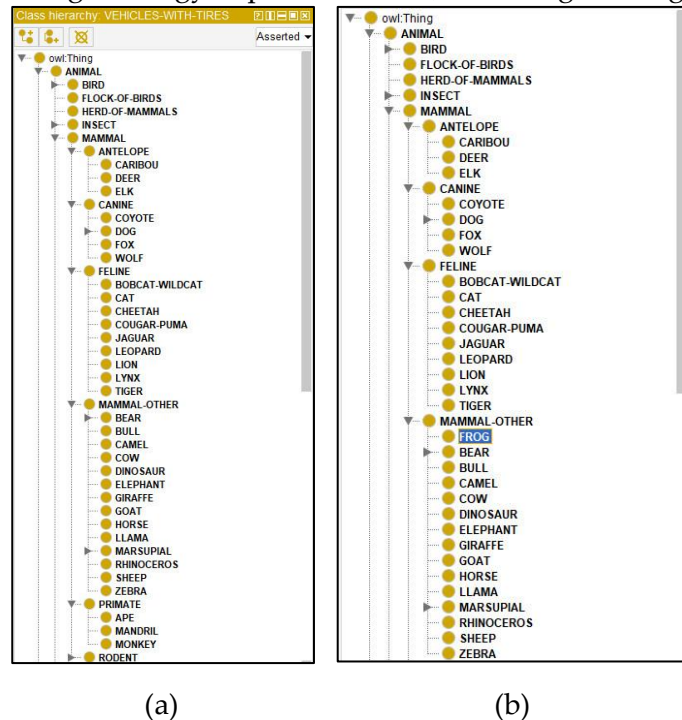 Class hierarchy: VEHICLES-WITH-TIRES
Asserted
owl:Thing
ANIMAL
BIRD
FLOCK-OF-BIRDS
HERD-OF-MAMMALS
INSECT
MAMMAL
ANTELOPE
CARIBOU
DEER
ELK
CANINE
COYOTE
DOG
FOX
WOLF
FELINE
BOBCAT-WILDCAT
CAT
CHEETAH
COUGAR-PUMA
JAGUAR
LEOPARD
LION
LYNX
TIGER
MAMMAL-OTHER
BEAR
BULL
CAMEL
COW
DINOSAUR
ELEPHANT
GIRAFFE
GOAT
HORSE
LLAMA
MARSUPIAL
RHINOCEROS
SHEEP
ZEBRA
PRIMATE
APE
MANDRIL
MONKEY
RODENT
(a)
owl:Thing
ANIMAL
BIRD
FLOCK-OF-BIRDS
HERD-OF-MAMMALS
INSECT
MAMMAL
ANTELOPE
CARIBOU
DEER
ELK
CANINE
COYOTE
DOG
FOX
WOLF
FELINE
BOBCAT-WILDCAT
CAT
CHEETAH
COUGAR-PUMA
JAGUAR
LEOPARD
LION
LYNX
TIGER
MAMMAL-OTHER
FROG
BEAR
BULL
CAMEL
COW
DINOSAUR
ELEPHANT
GIRAFFE
GOAT
HORSE
LLAMA
MARSUPIAL
RHINOCEROS
SHEEP
ZEBRA
(b)